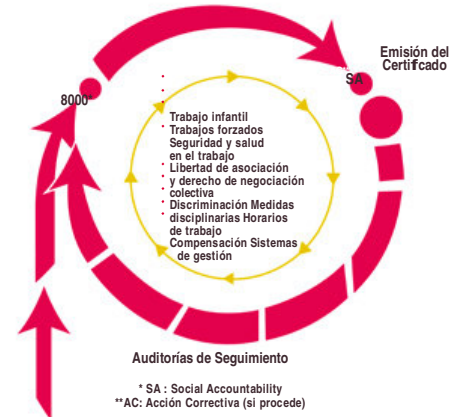 Emisión del
Certificado
**
SA
8000*
Trabajo infantil
Trabajos forzados
Seguridad y salud
en el trabajo
Libertad de asociación
y derecho de negociación
colectiva
Discriminación Medidas
disciplinarias Horarios
de trabajo
Compensación Sistemas
de gestión
Auditorías de Seguimiento
* SA : Social Accountability
**AC: Acción Correctiva (si procede)